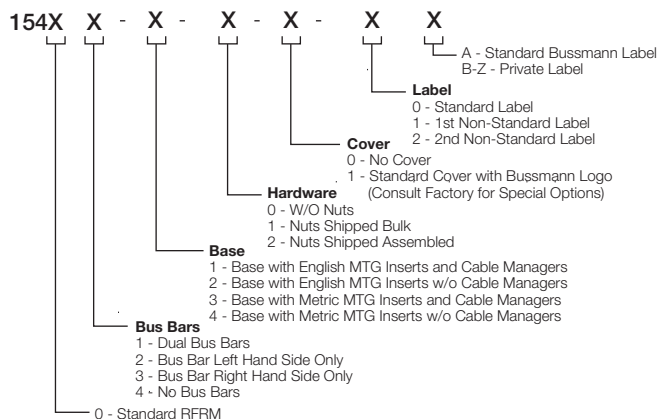 154X X - X - X - X - X X
A - Standard Bussmann Label
B-Z - Private Label
Label
0 - Standard Label
1 - 1st Non-Standard Label
2 - 2nd Non-Standard Label
Cover
0 - No Cover
1 - Standard Cover with Bussmann Logo
(Consult Factory for Special Options)
Hardware
0 - W/O Nuts
1 - Nuts Shipped Bulk
2 - Nuts Shipped Assembled
Base
1 - Base with English MTG Inserts and Cable Managers
2 - Base with English MTG Inserts w/o Cable Managers
3 - Base with Metric MTG Inserts and Cable Managers
4 - Base with Metric MTG Inserts w/o Cable Managers
Bus Bars
1 - Dual Bus Bars
2 - Bus Bar Left Hand Side Only
3 - Bus Bar Right Hand Side Only
4 - No Bus Bars
0 - Standard RFRM